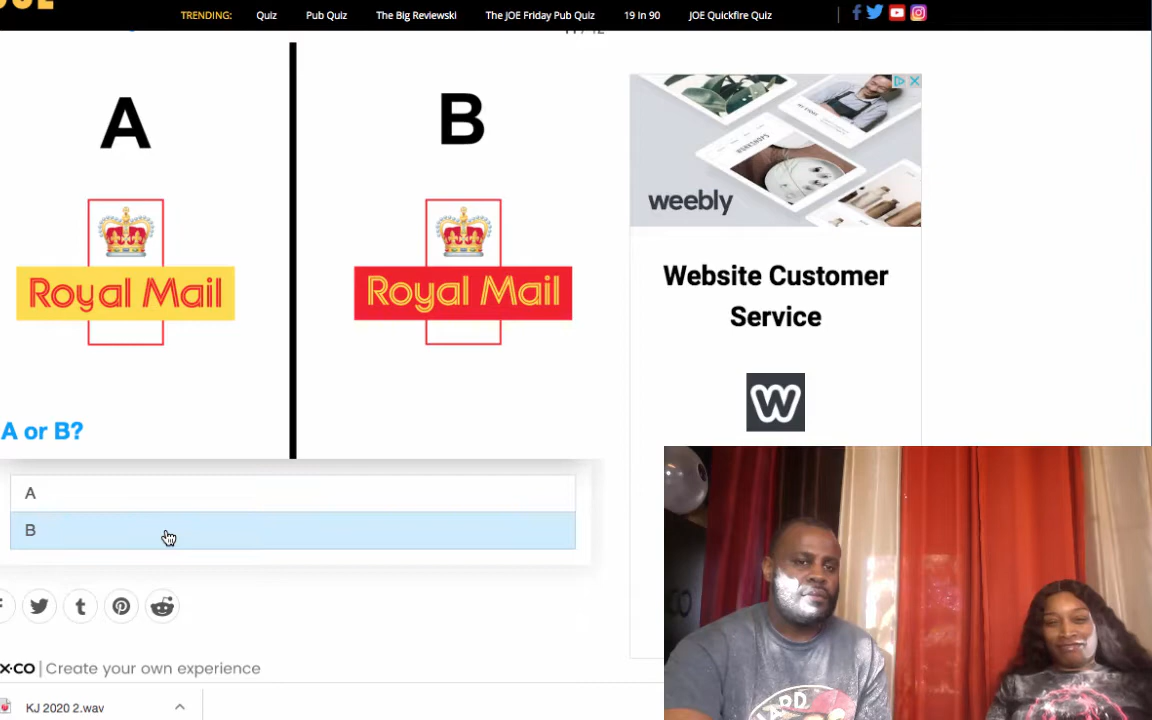 JOE
TRENDING:
Quiz
Pub Quiz
The Big Reviewski
The JOE Friday Pub Quiz
19 In 90
JOE Quickfire Quiz
A
B
Royal Mail
Royal Mail
A or B?
A
B
weebly
Website Customer
Service
W
Create your own experience
KJ 2020 2.wav